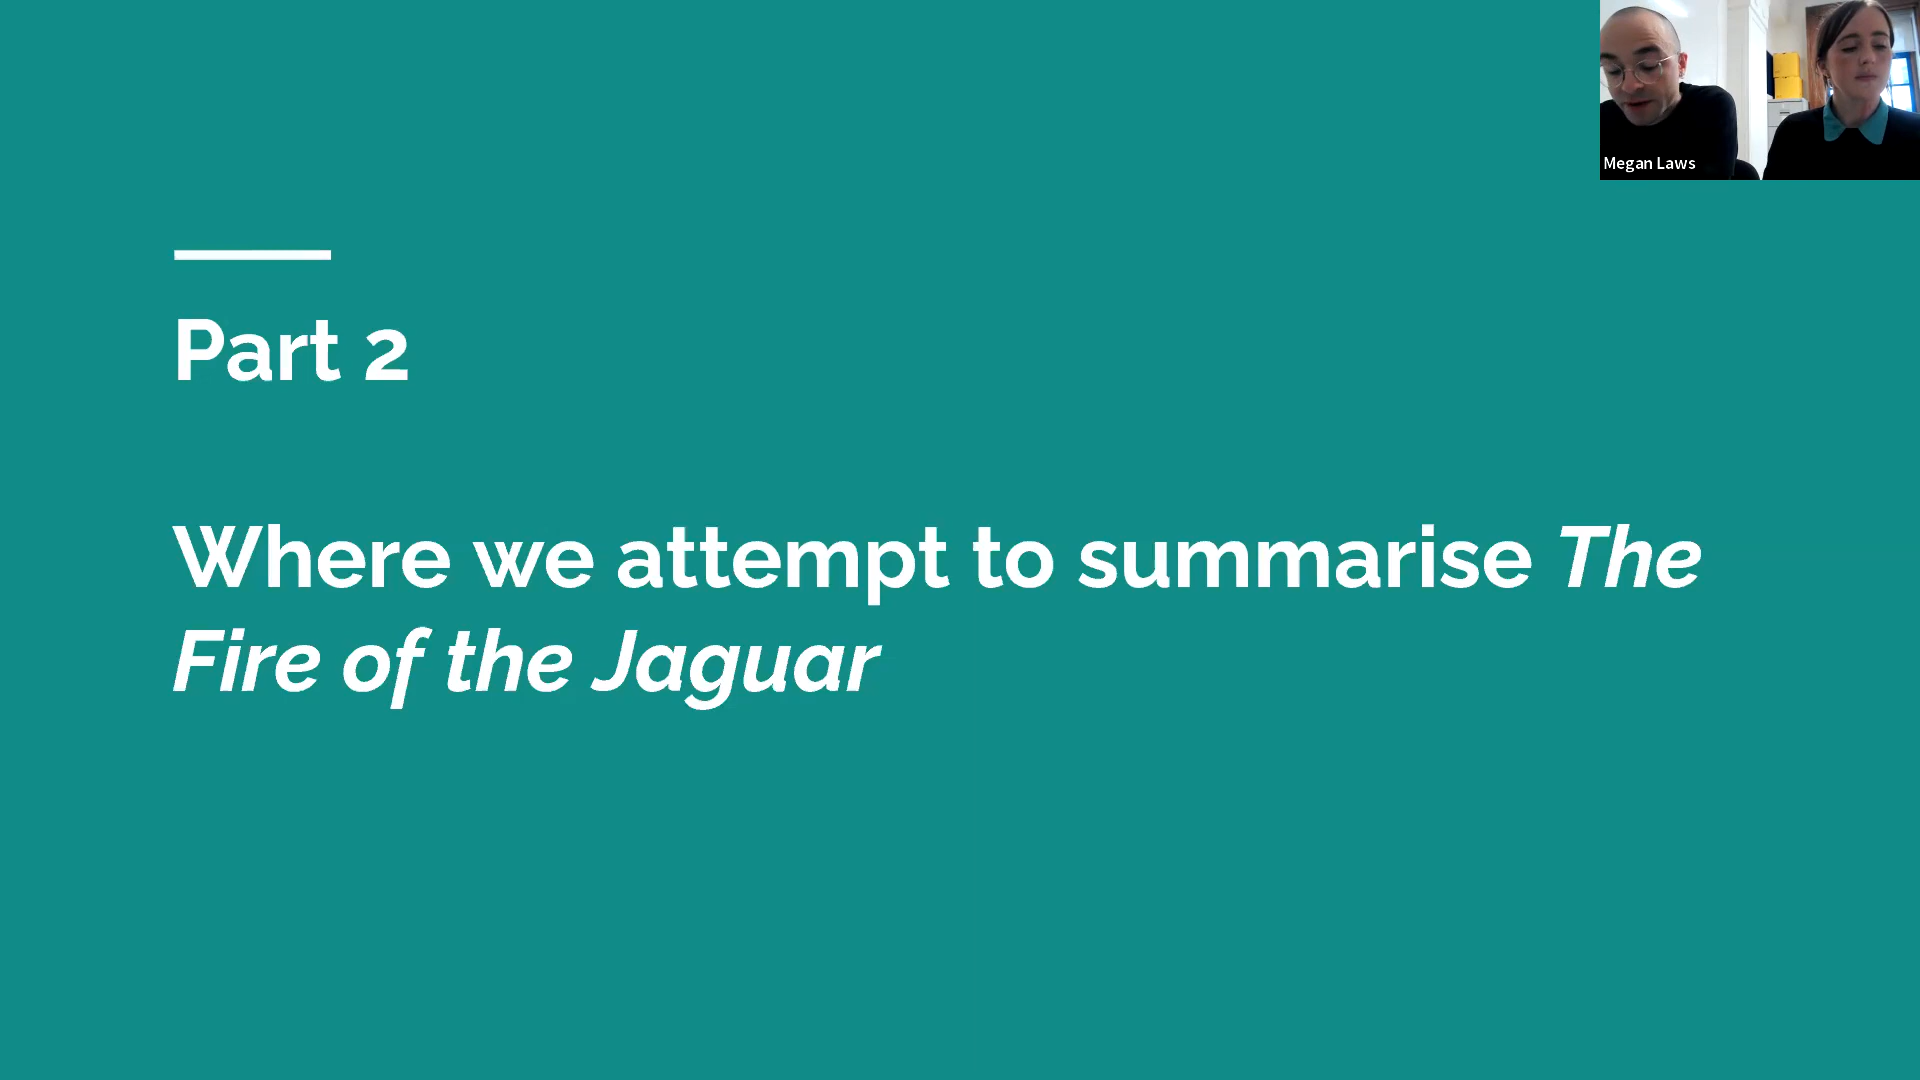 Megan Laws
Part 2
Where we attempt to summarise The
Fire of the Jaguar